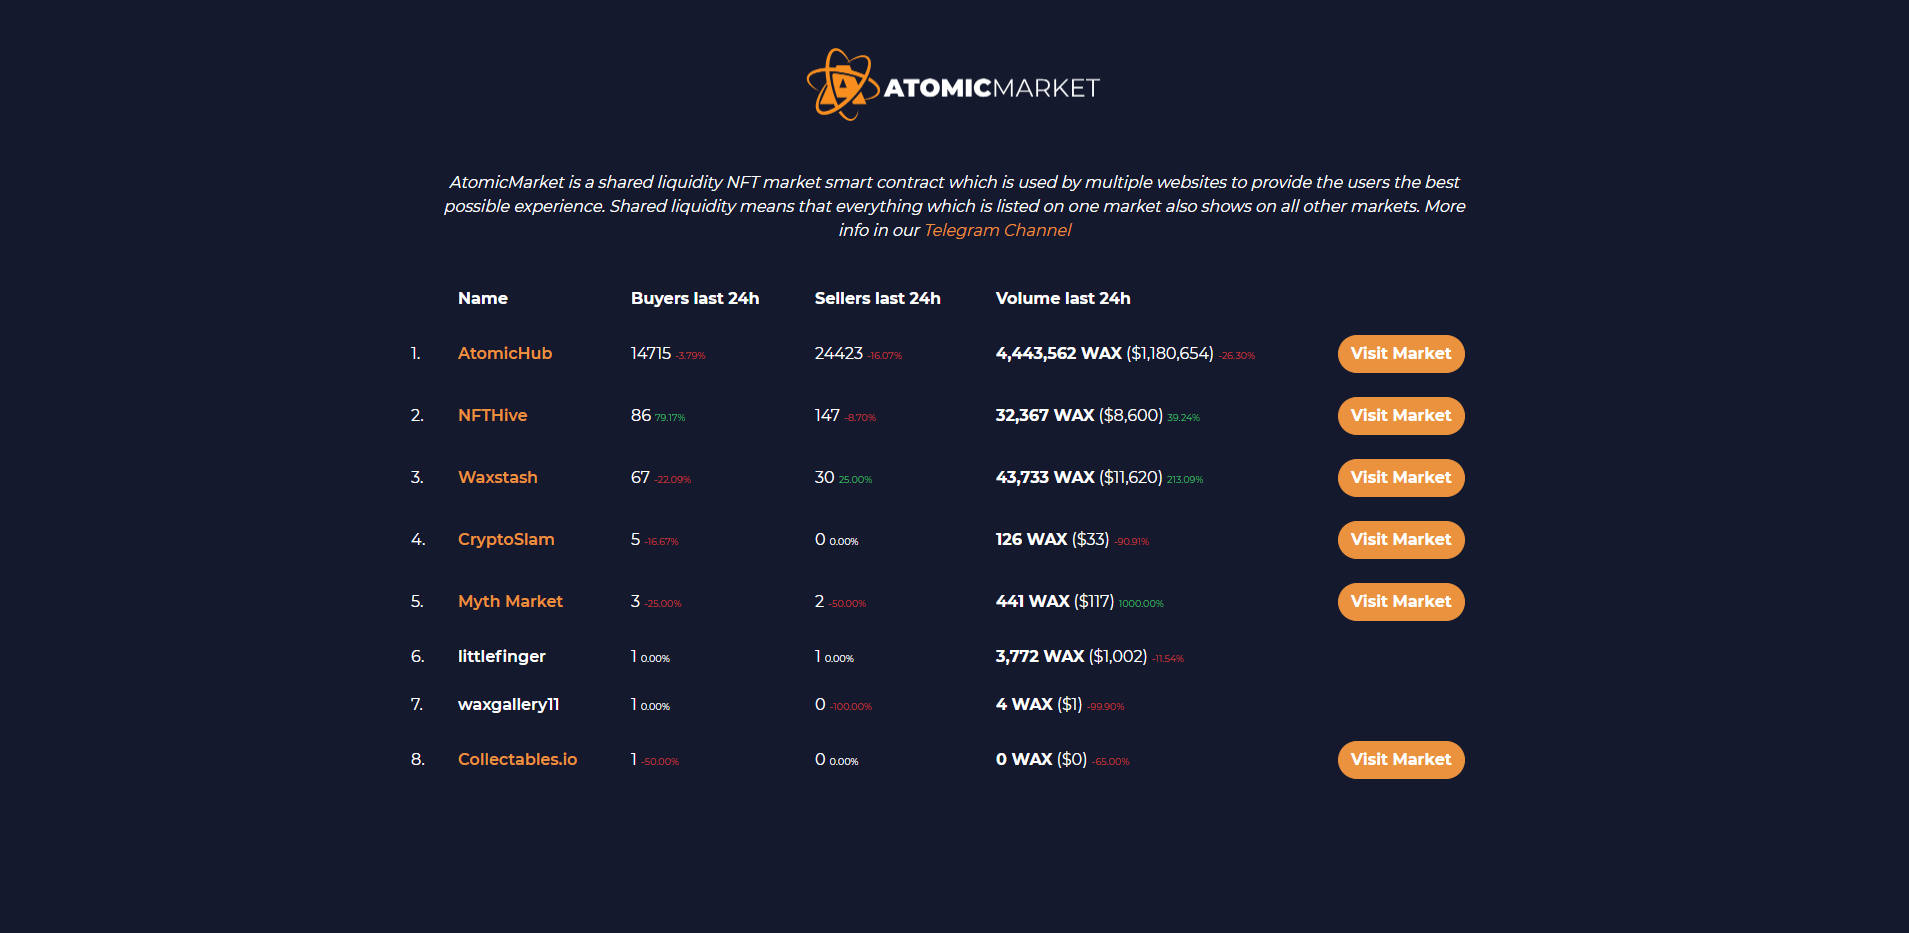 ATOMICMARKET
AtomicMarket is a shared liquidity NFT market smart contract which is used by multiple websites to provide the users the best
possible experience. Shared liquidity means that everything which is listed on one market also shows on all other markets. More
info in our Telegram Channel
Name Buyers last 24h Sellers last 24h Volume last 24h
1. AtomicHub 14715 -3.79% 24423 -16.07% 4,443,562 WAX ($1,180,654) -26.30% Visit Market
2. NFTHive 86 79.17% 147 -8.70% 32,367 WAX ($8,600) 39.24% Visit Market
3. Waxstash 67 -22.09% 30 25.00% 43,733 WAX ($11,620) 213.09% Visit Market
4. CryptoSlam 5 -16.67% 0 0.00% 126 WAX ($33) -90.91% Visit Market
5. Myth Market 3 -25.00% 2 -50.00% 441 WAX ($117) 1000.00% Visit Market
6. littlefinger 1 0.00% 1 0.00% 3,772 WAX ($1,002) -11.54%
7. waxgallery11 1 0.00% 0 -100.00% 4 WAX ($1) -99.90%
8. Collectables.io 1 -50.00% 0 0.00% 0 WAX ($0) -65.00% Visit Market